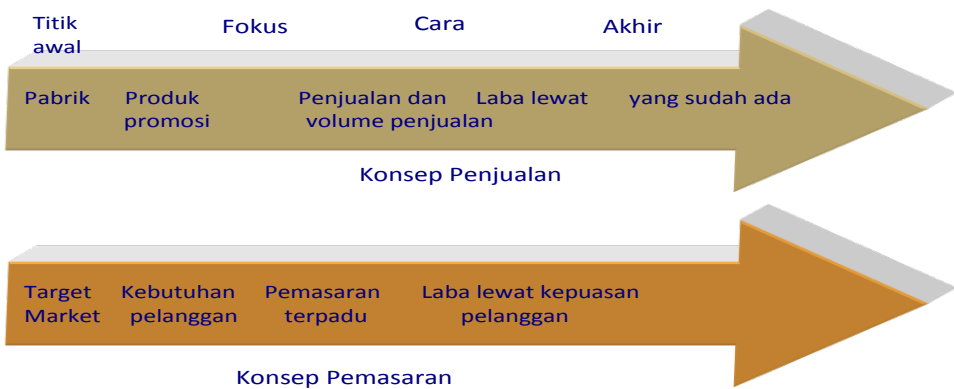 Titik Fokus Cara Akhir
awal
Pabrik Produk Penjualan dan Laba lewat yang sudah ada
promosi volume penjualan
Konsep Penjualan
Target Kebutuhan Pemasaran Laba lewat kepuasan
Market pelanggan terpadu pelanggan
Konsep Pemasaran